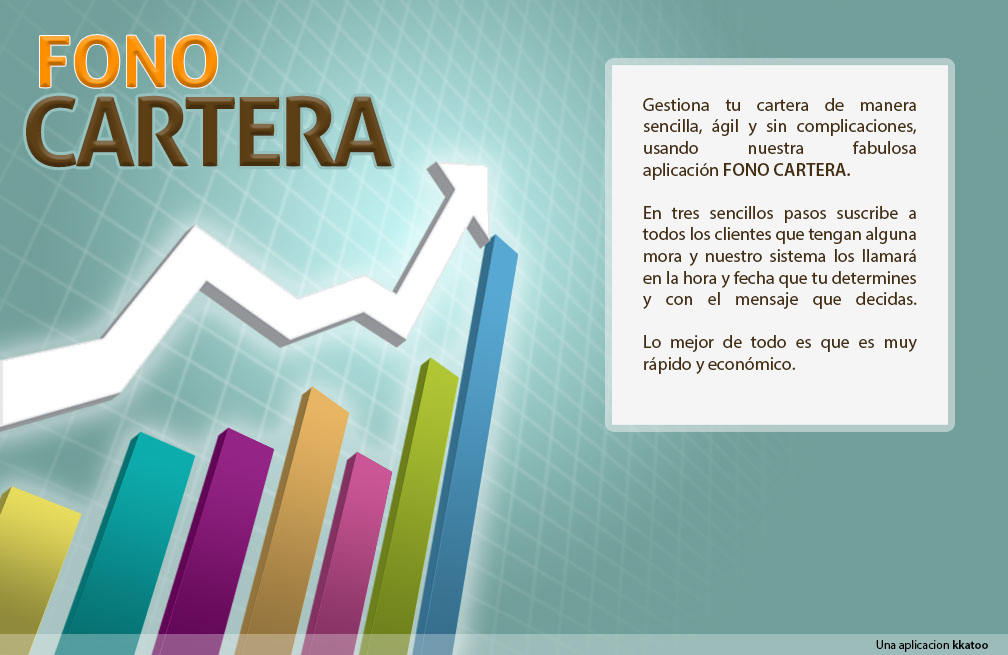 FONO
CARTERA
Gestiona tu cartera de manera
sencilla, ágil y sin complicaciones,
usando nuestra fabulosa
aplicación FONO CARTERA.
En tres sencillos pasos suscribe a
todos los clientes que tengan alguna
mora y nuestro sistema los llamará
en la hora y fecha que tu determines
y con el mensaje que decidas.
Lo mejor de todo es que es muy
rápido y económico.
Una aplicacion kkatoo